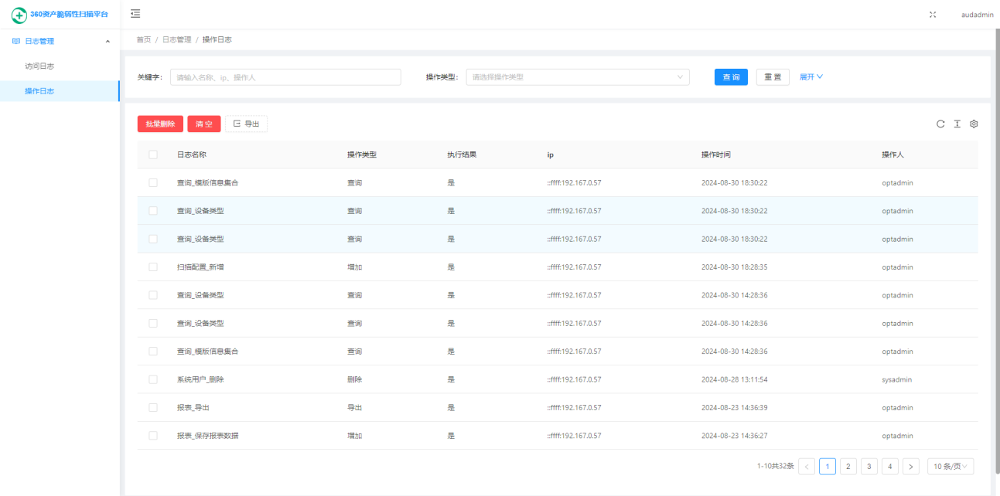 360资产脆弱性扫描平台
audadmin
日志管理
访问日志
操作日志
首页 / 日志管理 / 操作日志
关键字: 请输入名称、ip、操作人 操作类型: 请选择操作类型 查 询 重 置 展开
批量删除 清 空 导出
日志名称 操作类型 执行结果 ip 操作时间 操作人
查询_模版信息集合 查询 是 ::ffff:192.167.0.57 2024-08-30 18:30:22 optadmin
查询_设备类型 查询 是 ::ffff:192.167.0.57 2024-08-30 18:30:22 optadmin
查询_设备类型 查询 是 ::ffff:192.167.0.57 2024-08-30 18:30:22 optadmin
扫描配置_新增 增加 是 ::ffff:192.167.0.57 2024-08-30 18:28:35 optadmin
查询_设备类型 查询 是 ::ffff:192.167.0.57 2024-08-30 14:28:36 optadmin
查询_设备类型 查询 是 ::ffff:192.167.0.57 2024-08-30 14:28:36 optadmin
查询_模版信息集合 查询 是 ::ffff:192.167.0.57 2024-08-30 14:28:36 optadmin
系统用户_删除 删除 是 ::ffff:192.167.0.57 2024-08-28 13:11:54 sysadmin
报表_导出 导出 是 ::ffff:192.167.0.57 2024-08-23 14:36:39 optadmin
报表_保存报表数据 增加 是 ::ffff:192.167.0.57 2024-08-23 14:36:27 optadmin
1-10共32条 < 1 2 3 4 > 10 条/页